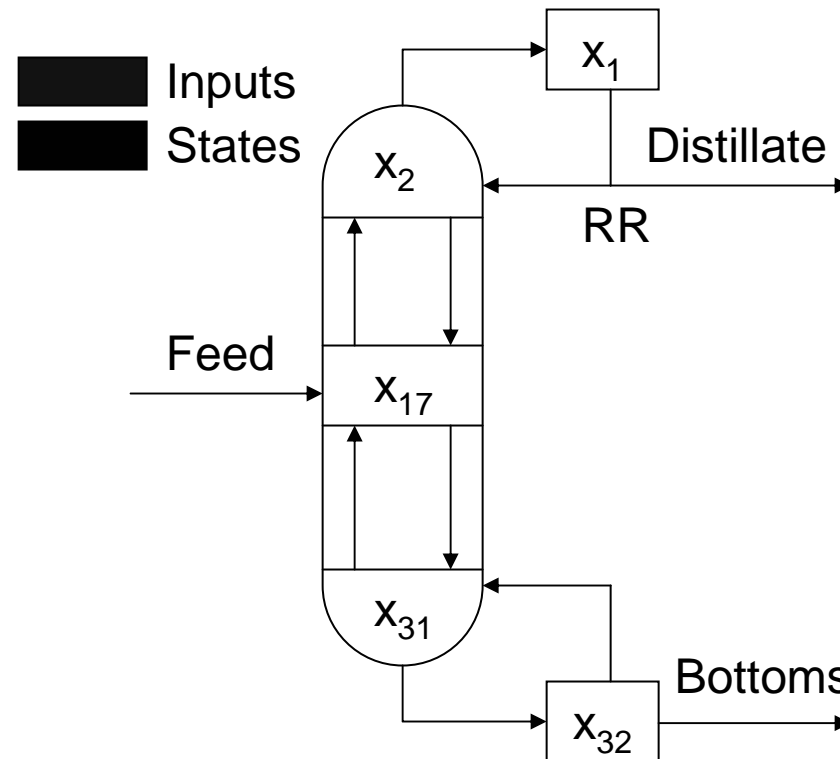 x₁
Inputs
States
Distillate
x₂
RR
Feed
x₁₇
x₃₁
Bottoms
x₃₂